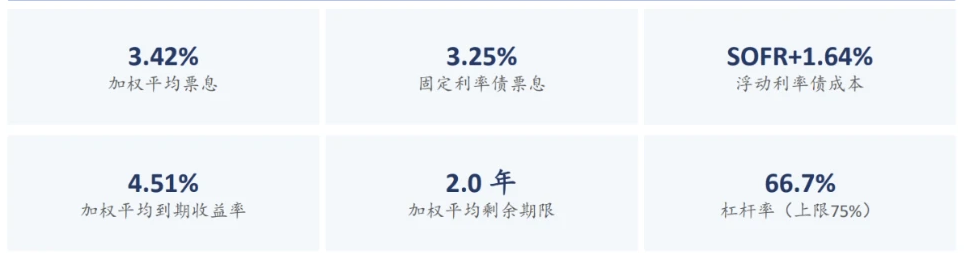 3.42%
加权平均票息
3.25%
固定利率债票息
SOFR+1.64%
浮动利率债成本
4.51%
加权平均到期收益率
2.0 年
加权平均剩余期限
66.7%
杠杆率（上限75%）